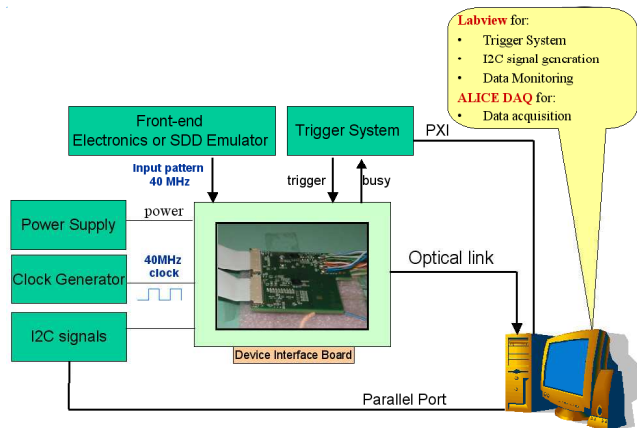 Labview for:
• Trigger System
• I2C signal generation
• Data Monitoring
ALICE DAQ for:
• Data acquisition
Front-end
Electronics or SDD Emulator
Trigger System
PXI
Input pattern
40 MHz
trigger
busy
Power Supply
power
Clock Generator
40MHz
clock
Optical link
I2C signals
Device Interface Board
Parallel Port